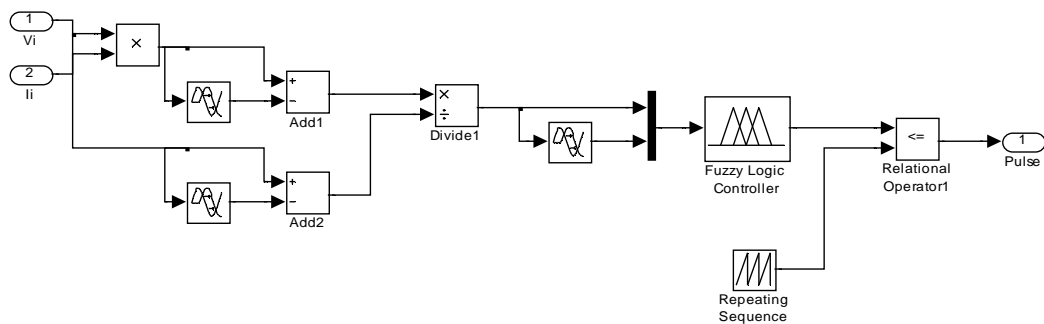 1
Vi
2
Ii
×
+
−
Add1
+
−
Add2
×
÷
Divide1
Fuzzy Logic
Controller
Repeating
Sequence
<=
Relational
Operator1
1
Pulse